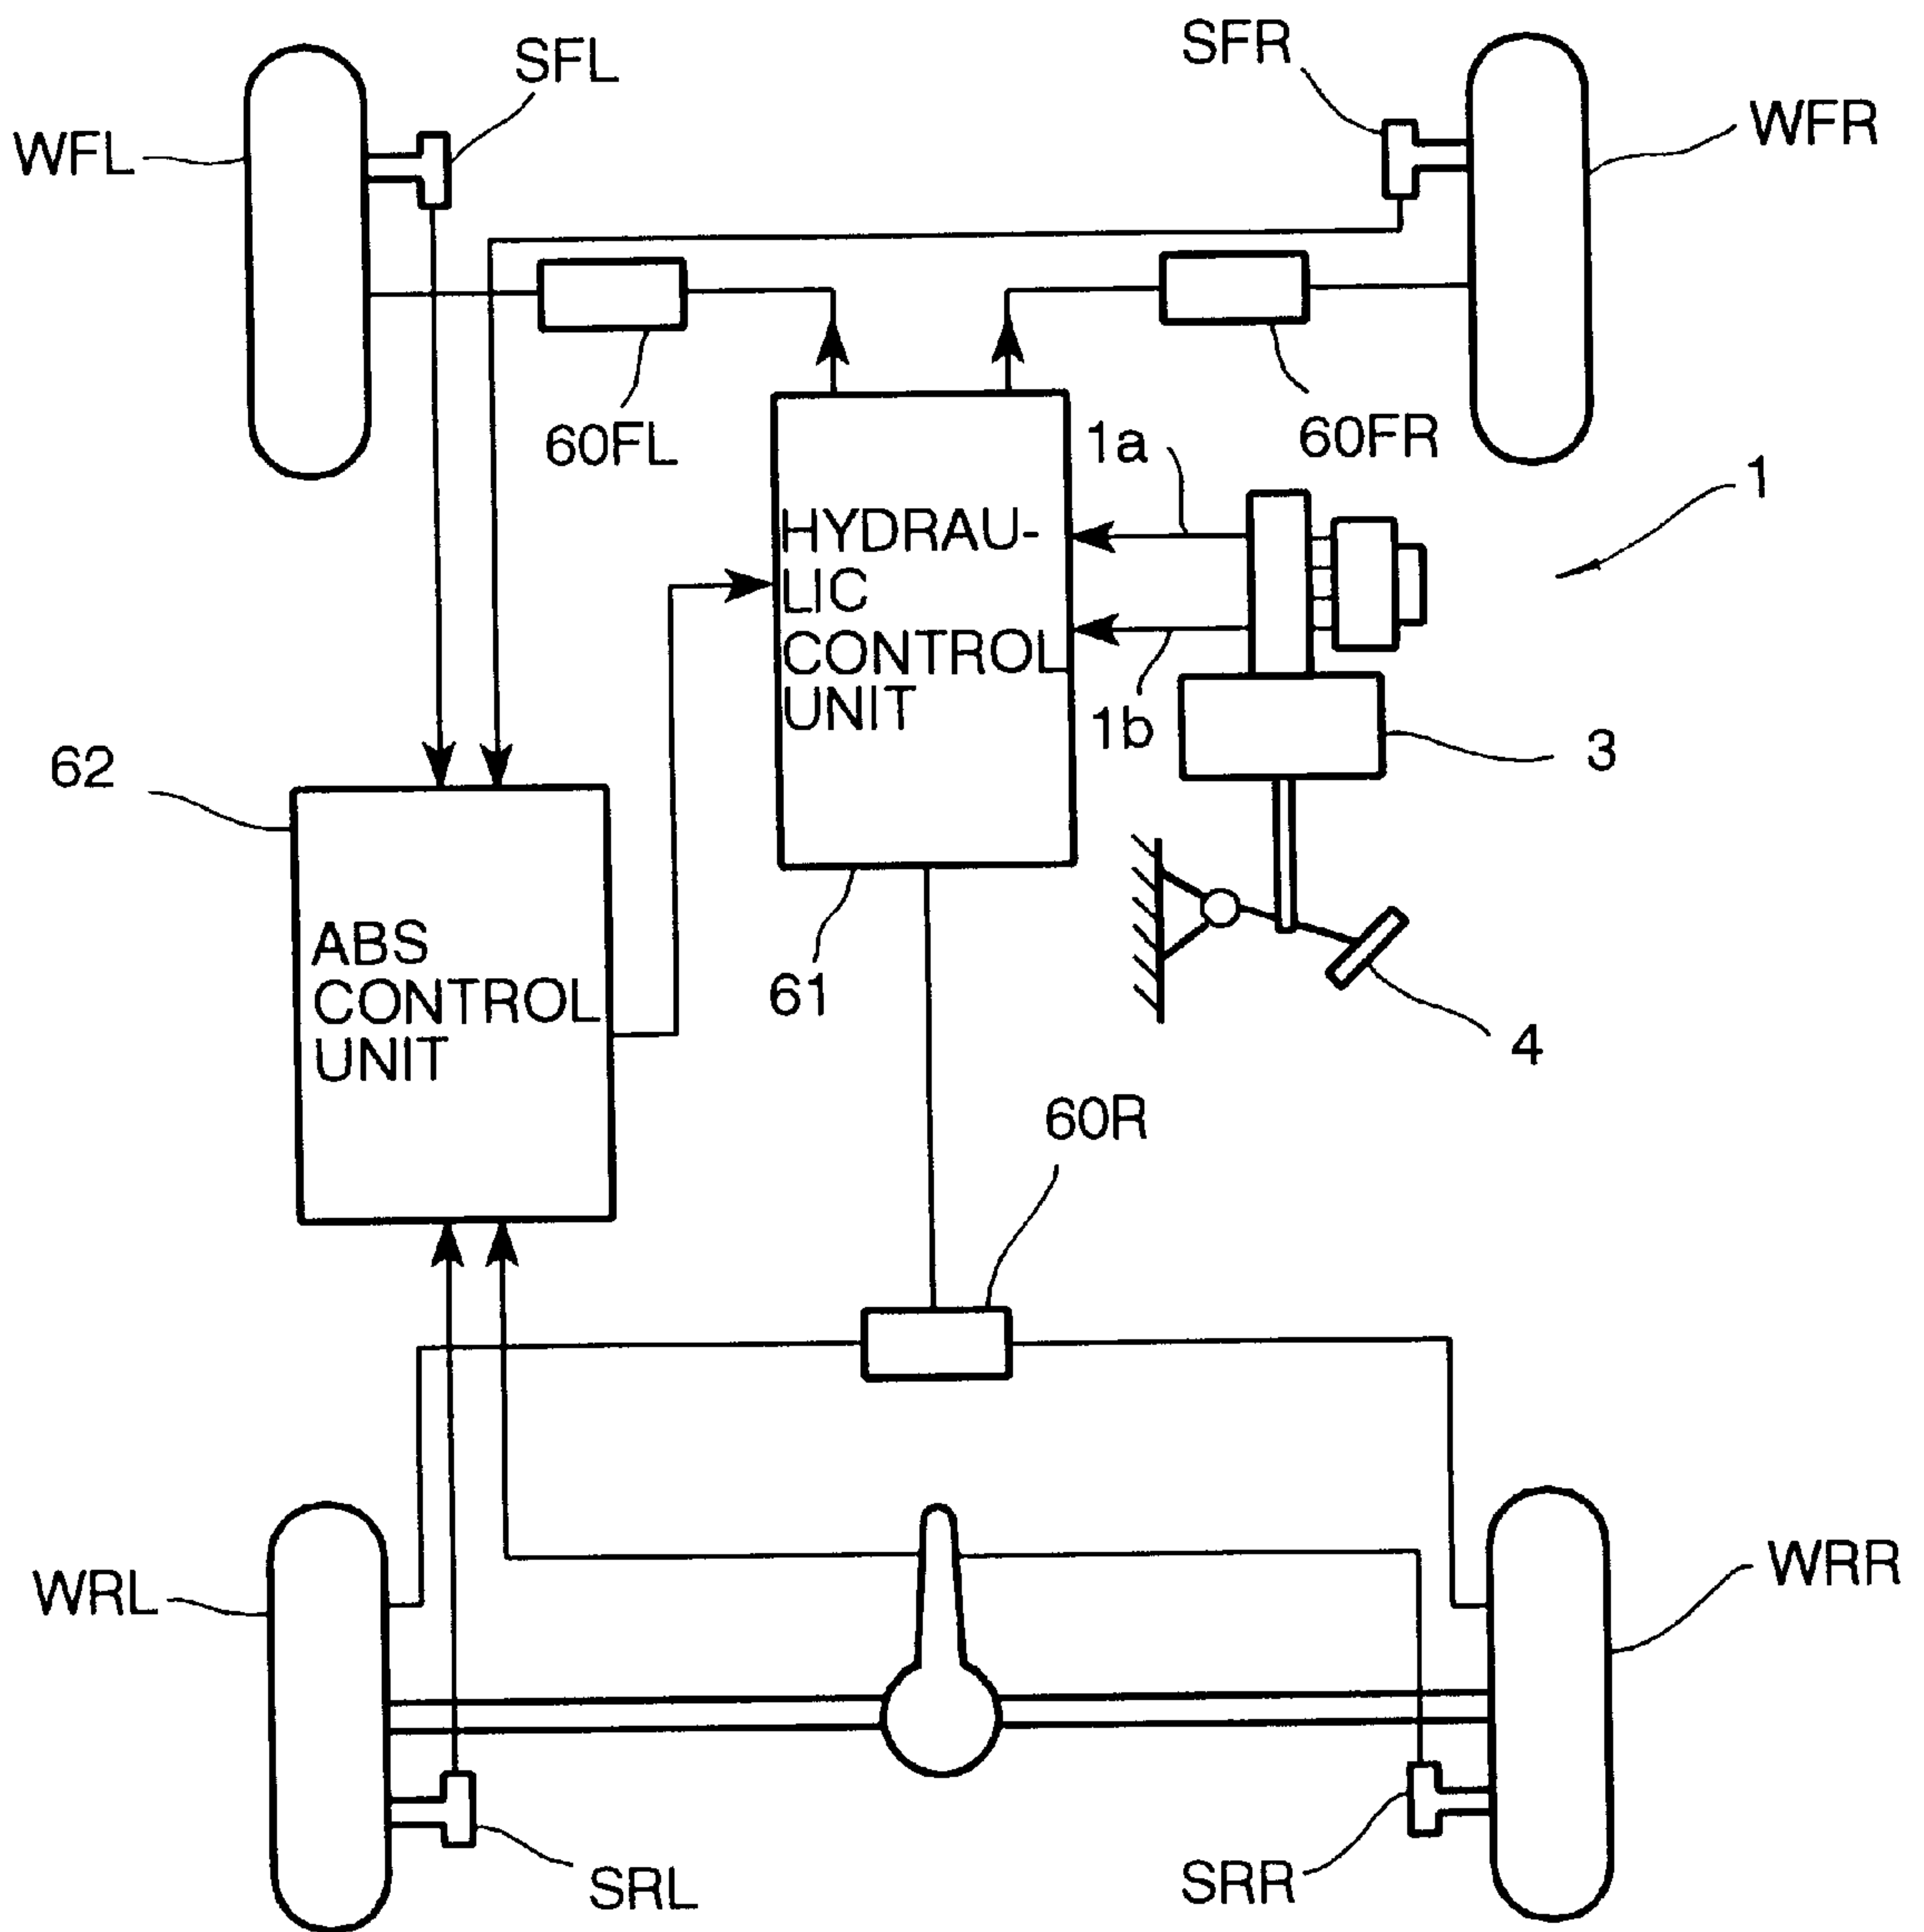 SFL
SFR
WFL
WFR
60FL
60FR
1a
1
HYDRAU-
LIC
CONTROL
UNIT
1b
3
62
ABS
CONTROL
UNIT
61
4
60R
WRL
WRR
SRL
SRR